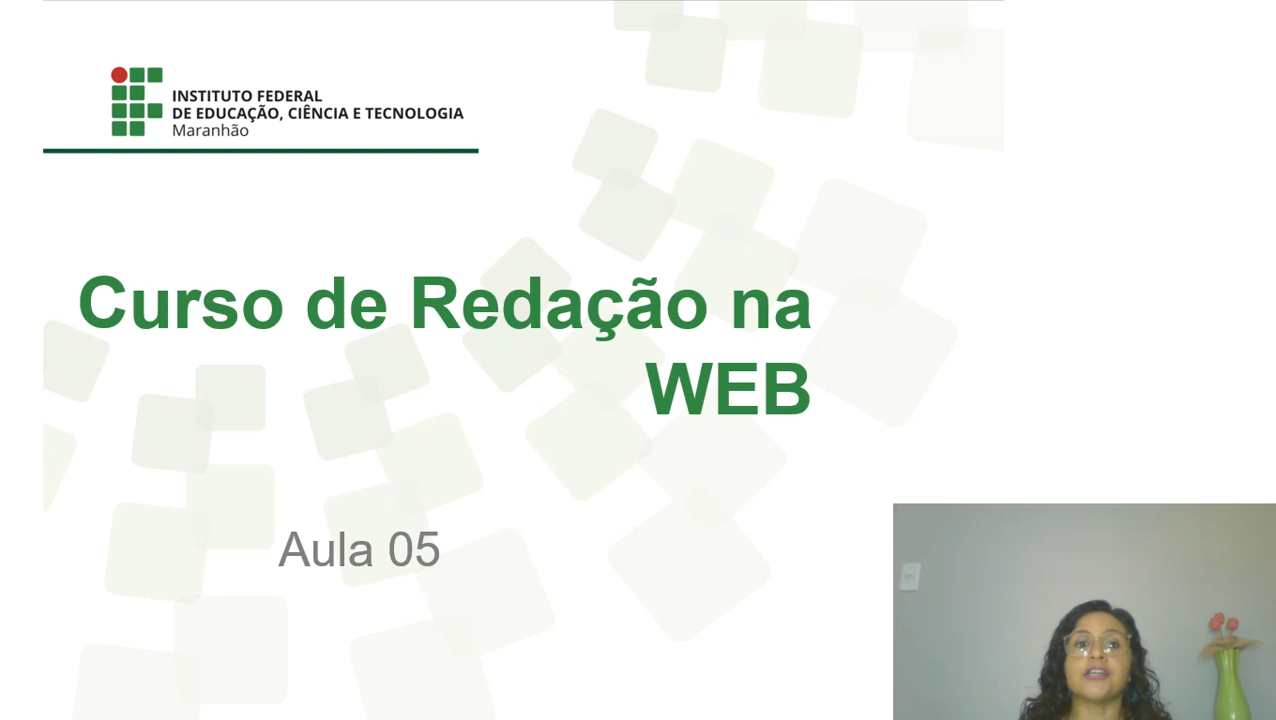 INSTITUTO FEDERAL
DE EDUCAÇÃO, CIÊNCIA E TECNOLOGIA
Maranhão
Curso de Redação na
WEB
Aula 05